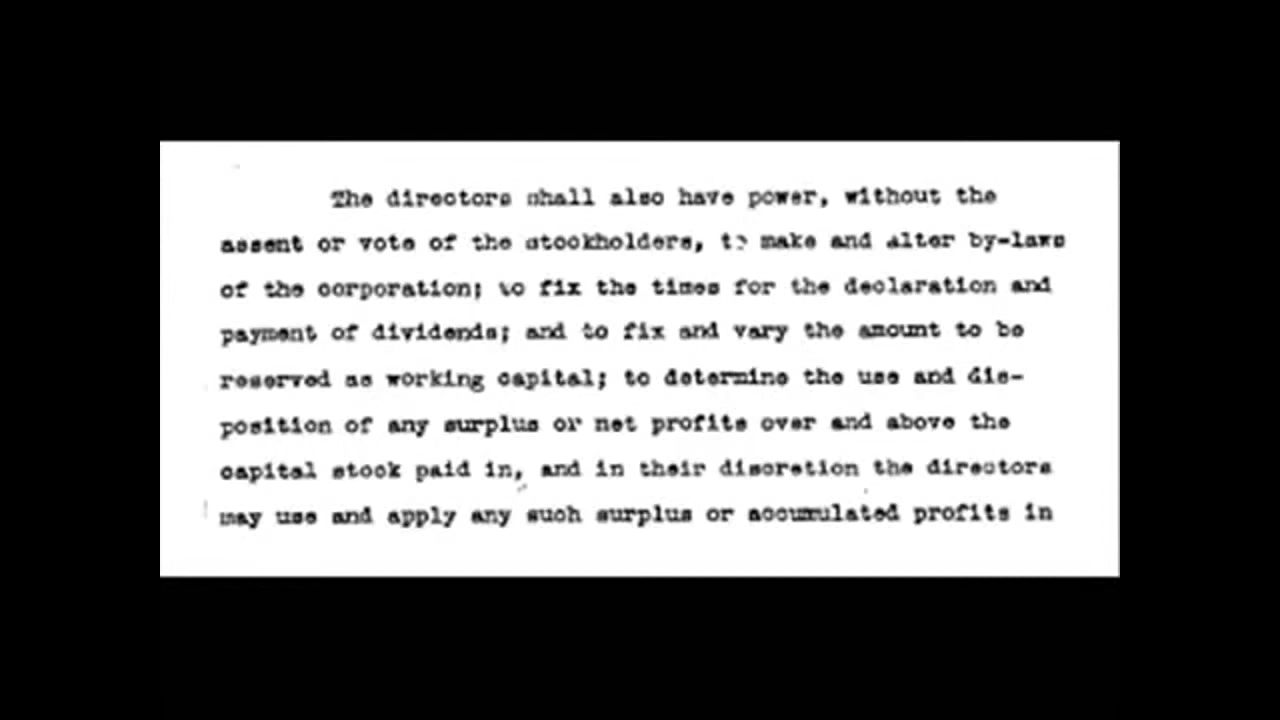 The directors shall also have power, without the
assent or vote of the stockholders, to make and alter by-laws
of the corporation; to fix the times for the declaration and
payment of dividends; and to fix and vary the amount to be
reserved as working capital; to determine the use and dis-
position of any surplus or net profits over and above the
capital stock paid in, and in their discretion the directors
may use and apply any such surplus or accumulated profits in